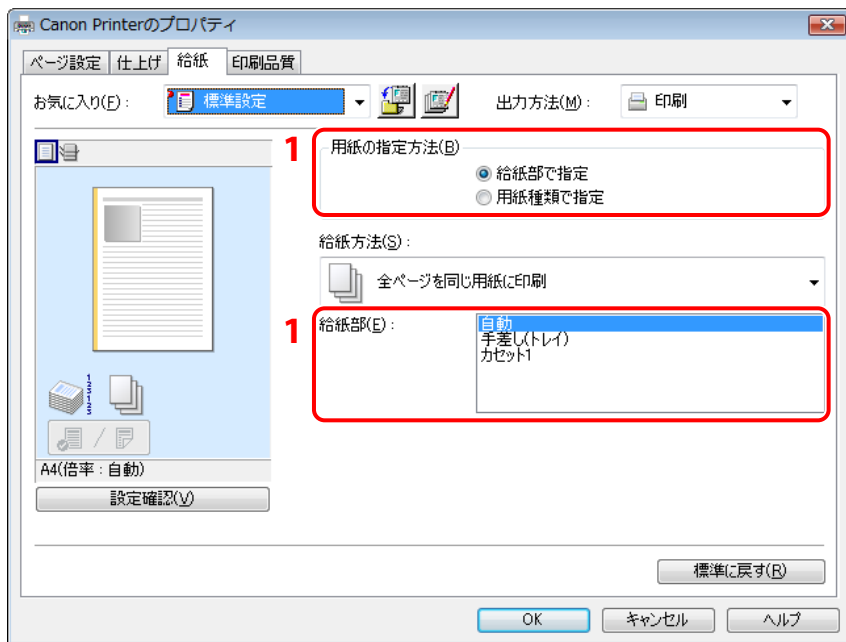 Canon Printerのプロパティ
ページ設定 仕上げ 給紙 印刷品質
お気に入り(F): 標準設定 出力方法(M): 印刷
1 用紙の指定方法(B)
給紙部で指定
用紙種類で指定
給紙方法(S):
全ページを同じ用紙に印刷
1 給紙部(E): 自動
手差し(トレイ)
カセット1
1
2
3
1
2
3
A4(倍率:自動)
設定確認(V)
標準に戻す(R)
OK キャンセル ヘルプ